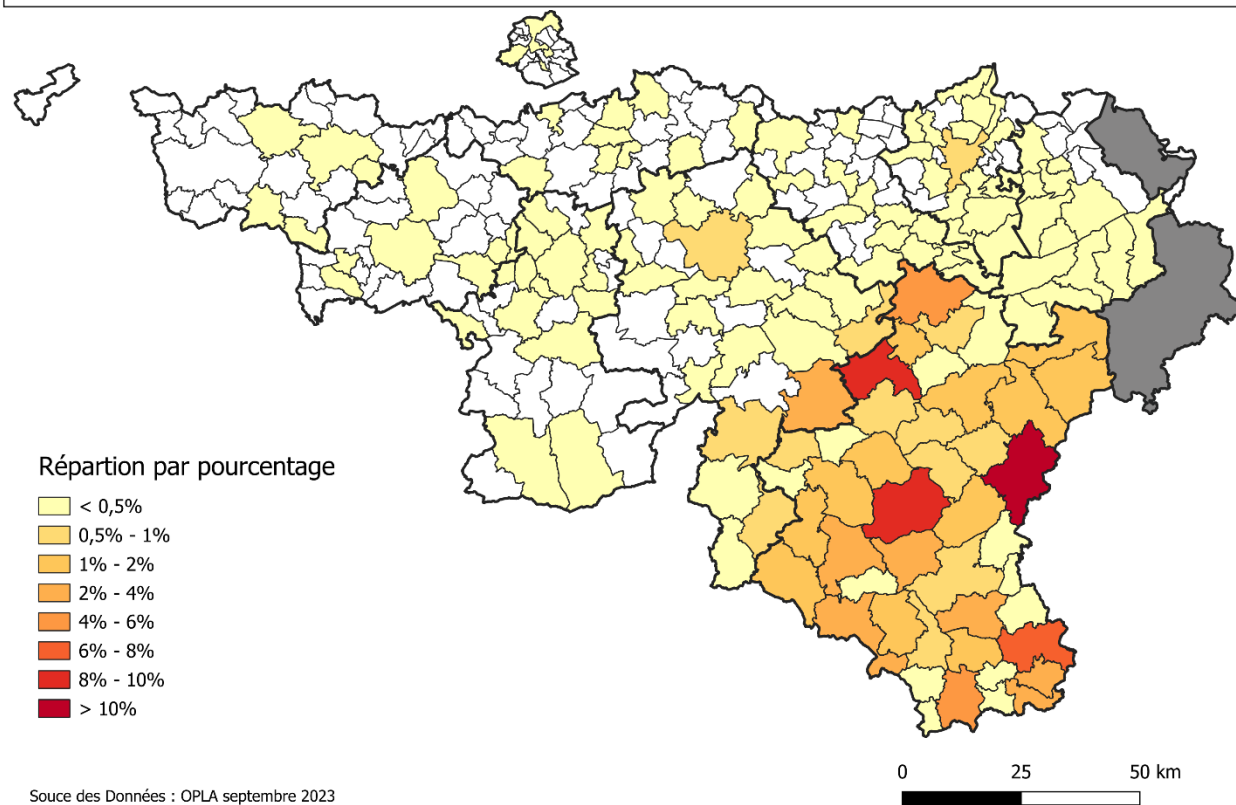 Répartion par pourcentage
< 0,5%
0,5% - 1%
1% - 2%
2% - 4%
4% - 6%
6% - 8%
8% - 10%
> 10%
0 25 50 km
Souce des Données : OPLA septembre 2023